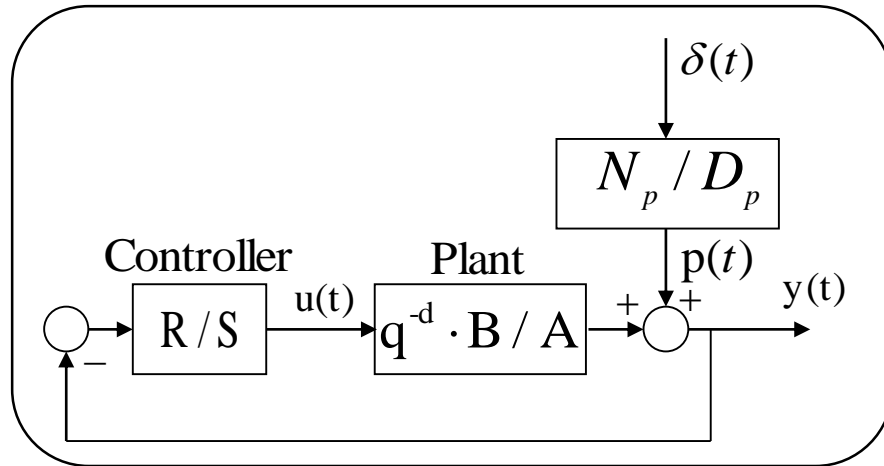 δ(t)
N_p / D_p
Controller
Plant
p(t)
u(t)
y(t)
+
+
R/S
q^{-d} · B / A
−